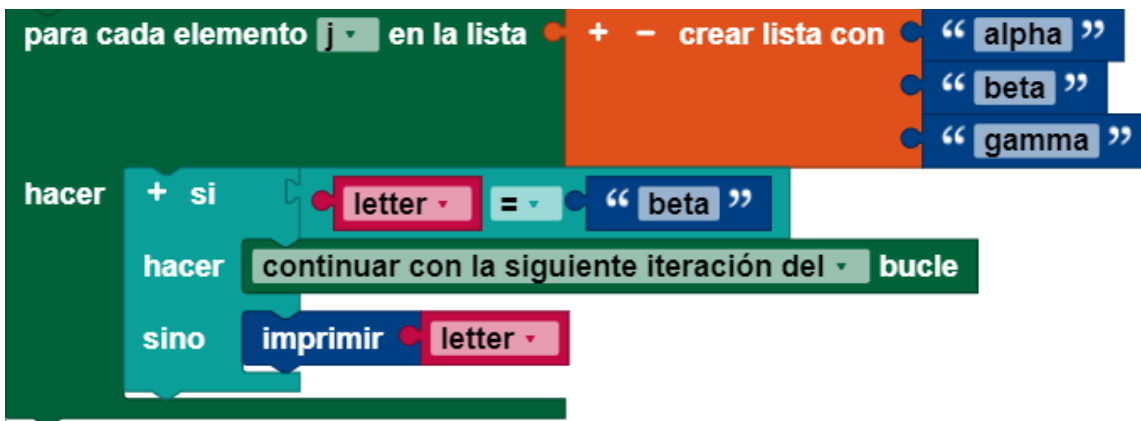 para cada elemento j en la lista + - crear lista con “ alpha ”
“ beta ”
“ gamma ”
hacer + si letter = “ beta ”
hacer continuar con la siguiente iteración del bucle
sino imprimir letter